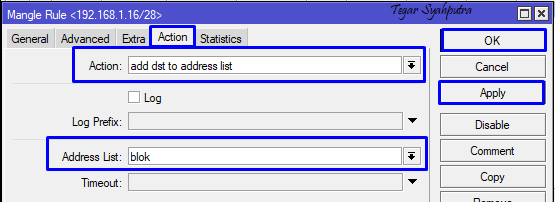 Mangle Rule <192.168.1.16/28>
Tegar Syahputra
General Advanced Extra Action Statistics
OK
Action: add dst to address list
Cancel
Log
Apply
Log Prefix:
Disable
Address List: blok
Comment
Timeout:
Copy